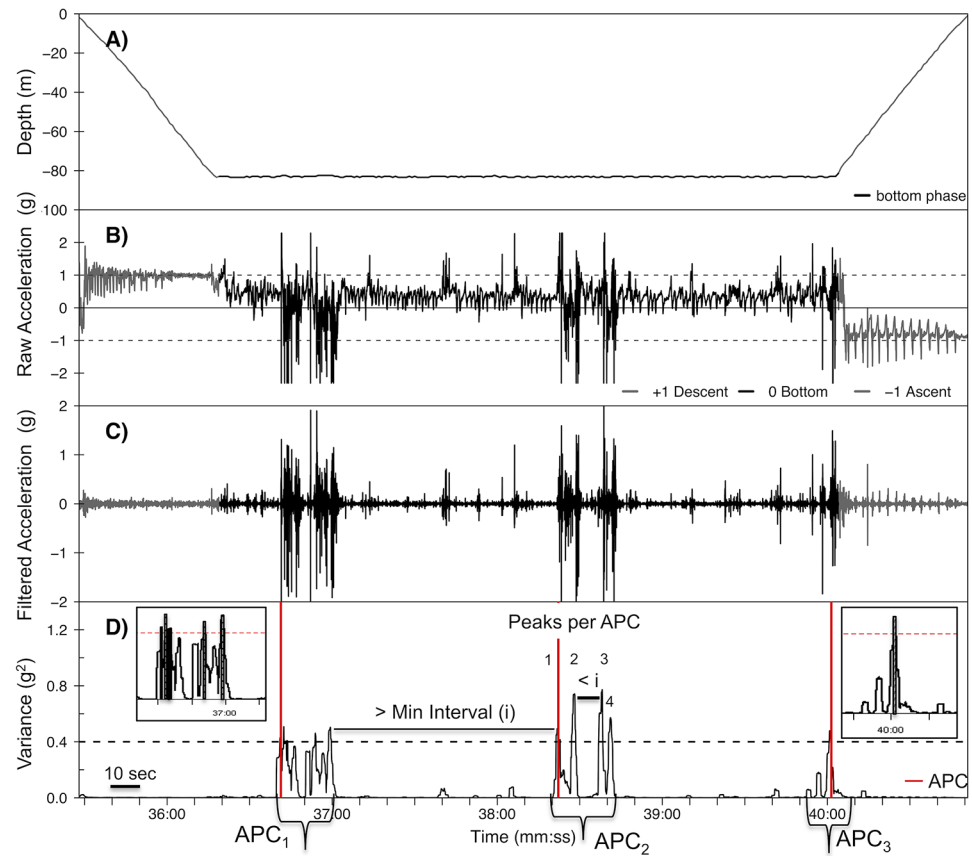 0
A)
−20
−40
−60
−80
100
Depth (m)
bottom phase
B)
2
1
0
−1
−2
Raw Acceleration (g)
+1 Descent 0 Bottom −1 Ascent
2
C)
1
0
−1
−2
Filtered Acceleration (g)
D)
1.2
0.8
0.4
0.0
Variance (g2)
37:00
Peaks per APC
1 2 3
< i
4
> Min Interval (i)
10 sec
40:00
APC
36:00 37:00 38:00 39:00 40:00
Time (mm:ss)
APC1
APC2
APC3